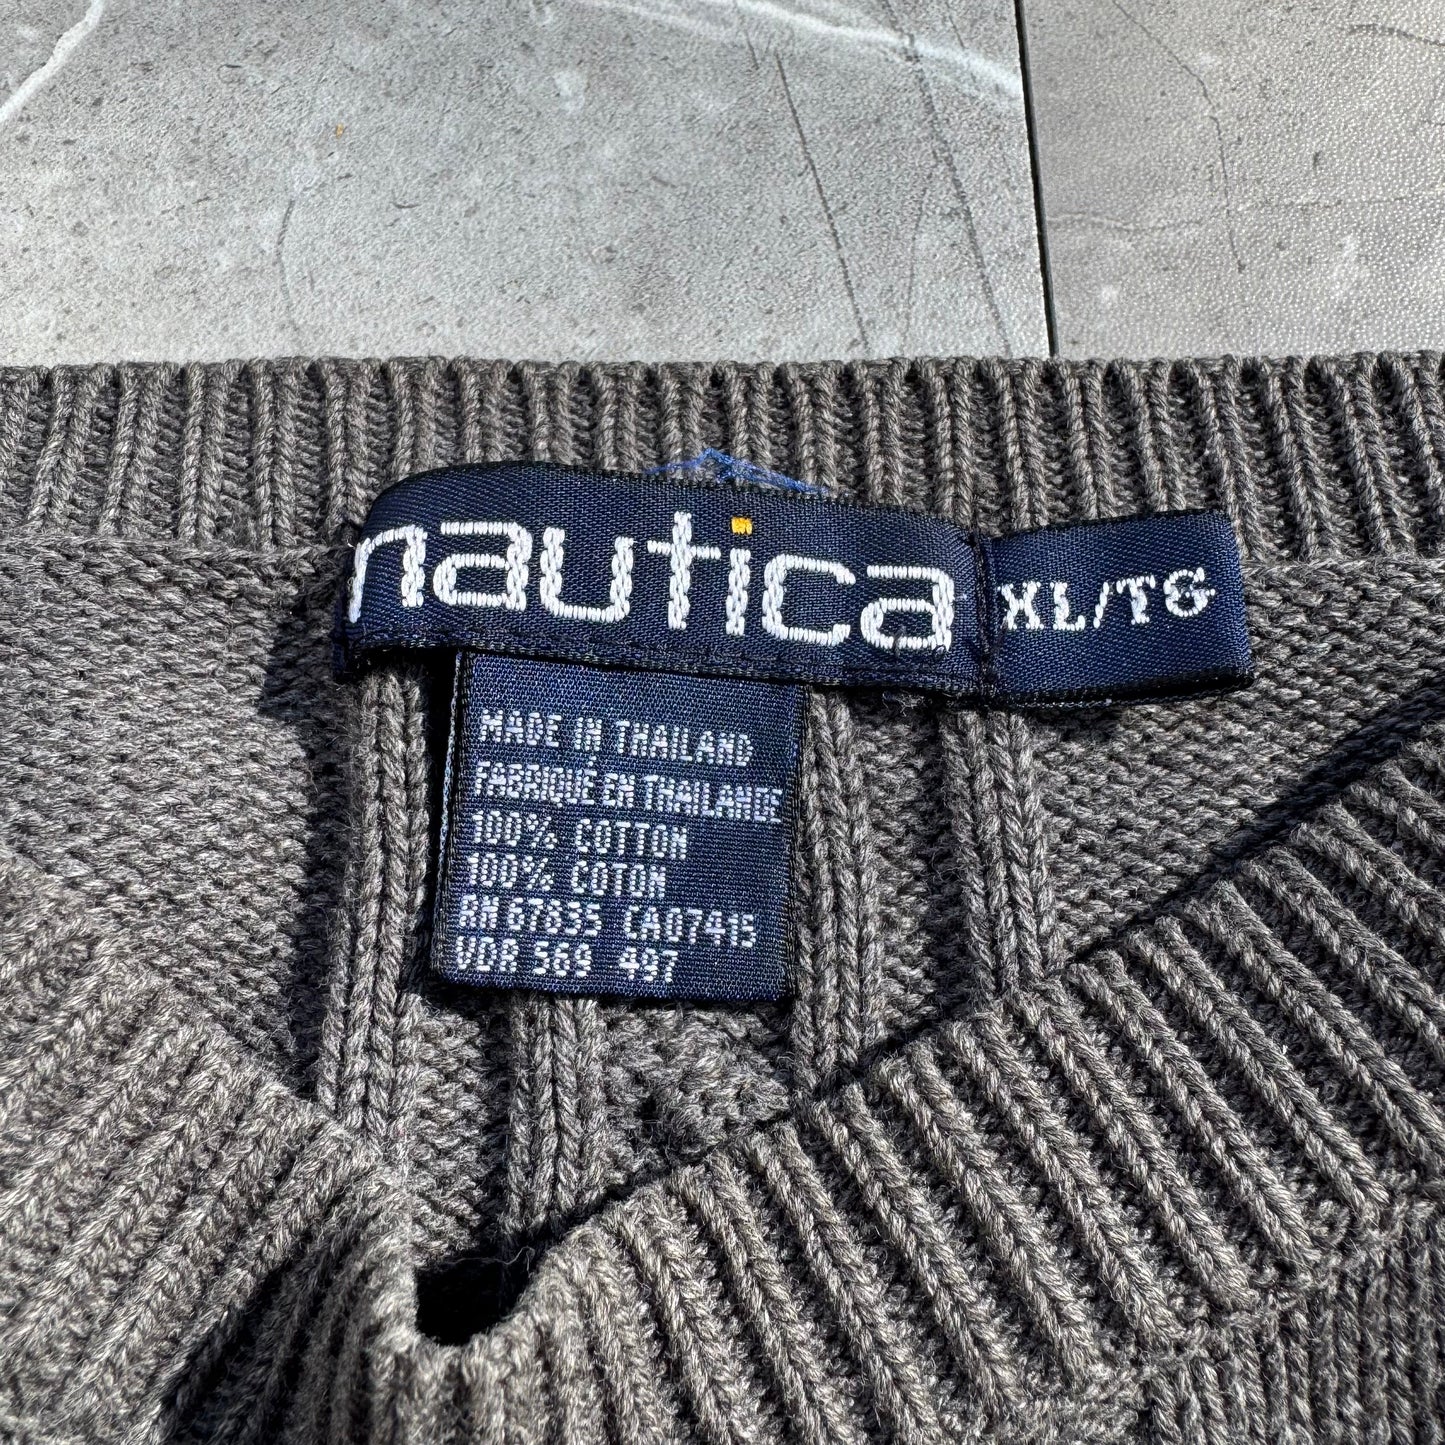 nautica
XL/TG
MADE IN THAILAND
FABRIQUÉ EN THAILANDE
100% COTTON
100% COTON
RN 67835 CA07415
VDR 569 497